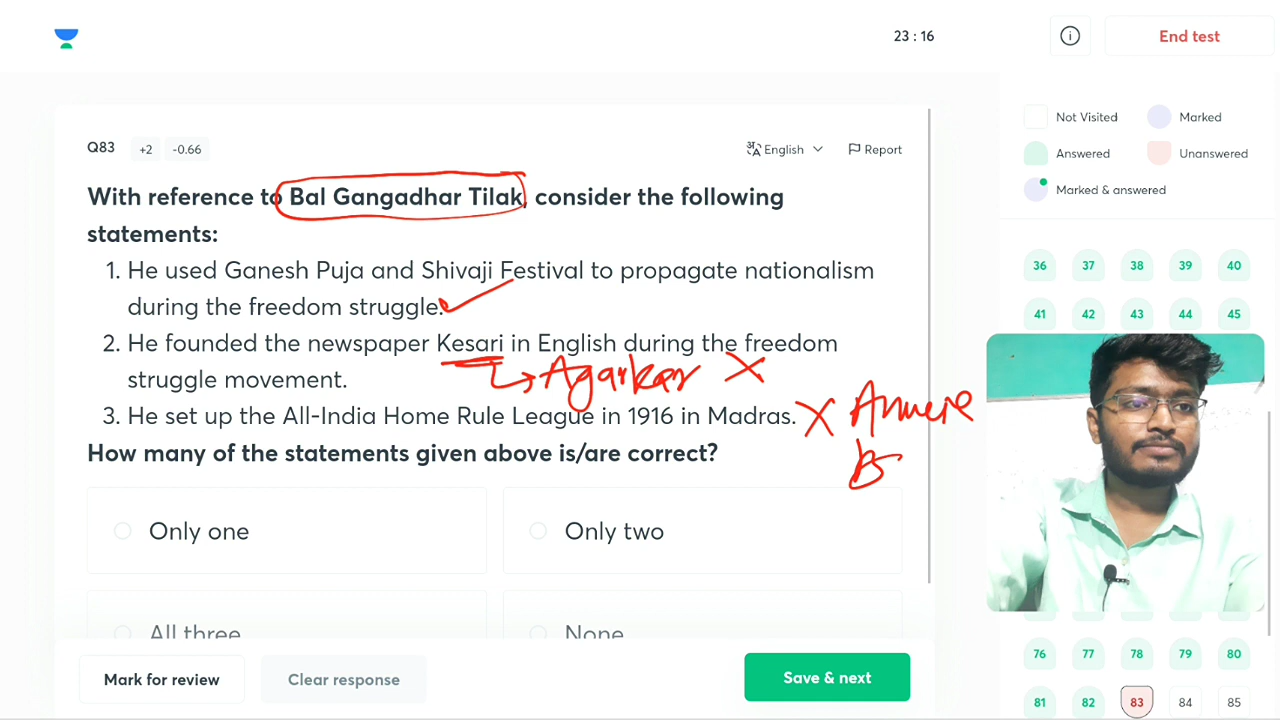 23 : 16
End test
Q83 +2 -0.66 English Report
With reference to Bal Gangadhar Tilak, consider the following
statements:
1. He used Ganesh Puja and Shivaji Festival to propagate nationalism
during the freedom struggle.
2. He founded the newspaper Kesari in English during the freedom
struggle movement.
Agarkar
3. He set up the All-India Home Rule League in 1916 in Madras.
How many of the statements given above is/are correct?
Only one
Only two
All three
None
Mark for review
Clear response
Save & next
Not Visited
Marked
Answered
Unanswered
Marked & answered
36 37 38 39 40
41 42 43 44 45
76 77 78 79 80
81 82 83 84 85